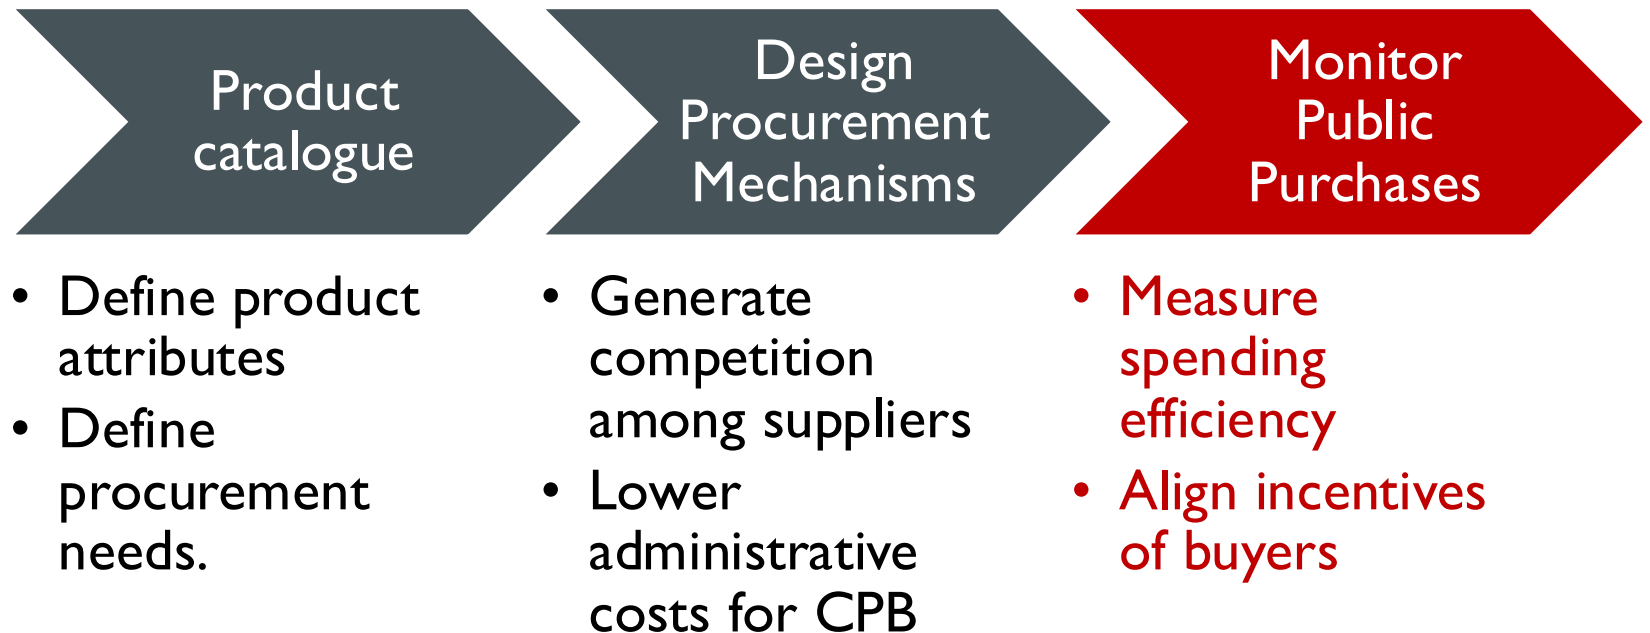 Product
catalogue
Design
Procurement
Mechanisms
Monitor
Public
Purchases
• Define product
attributes
• Define
procurement
needs.
• Generate
competition
among suppliers
• Lower
administrative
costs for CPB
• Measure
spending
efficiency
• Align incentives
of buyers